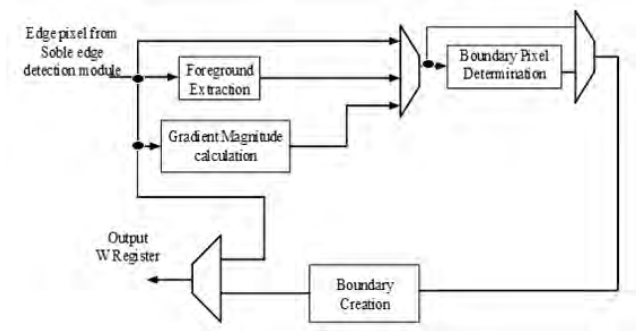 Edge pixel from
Soble edge
detection module
Foreground
Extraction
Boundary Pixel
Determination
Gradient Magnitude
calculation
Output
W Register
Boundary
Creation